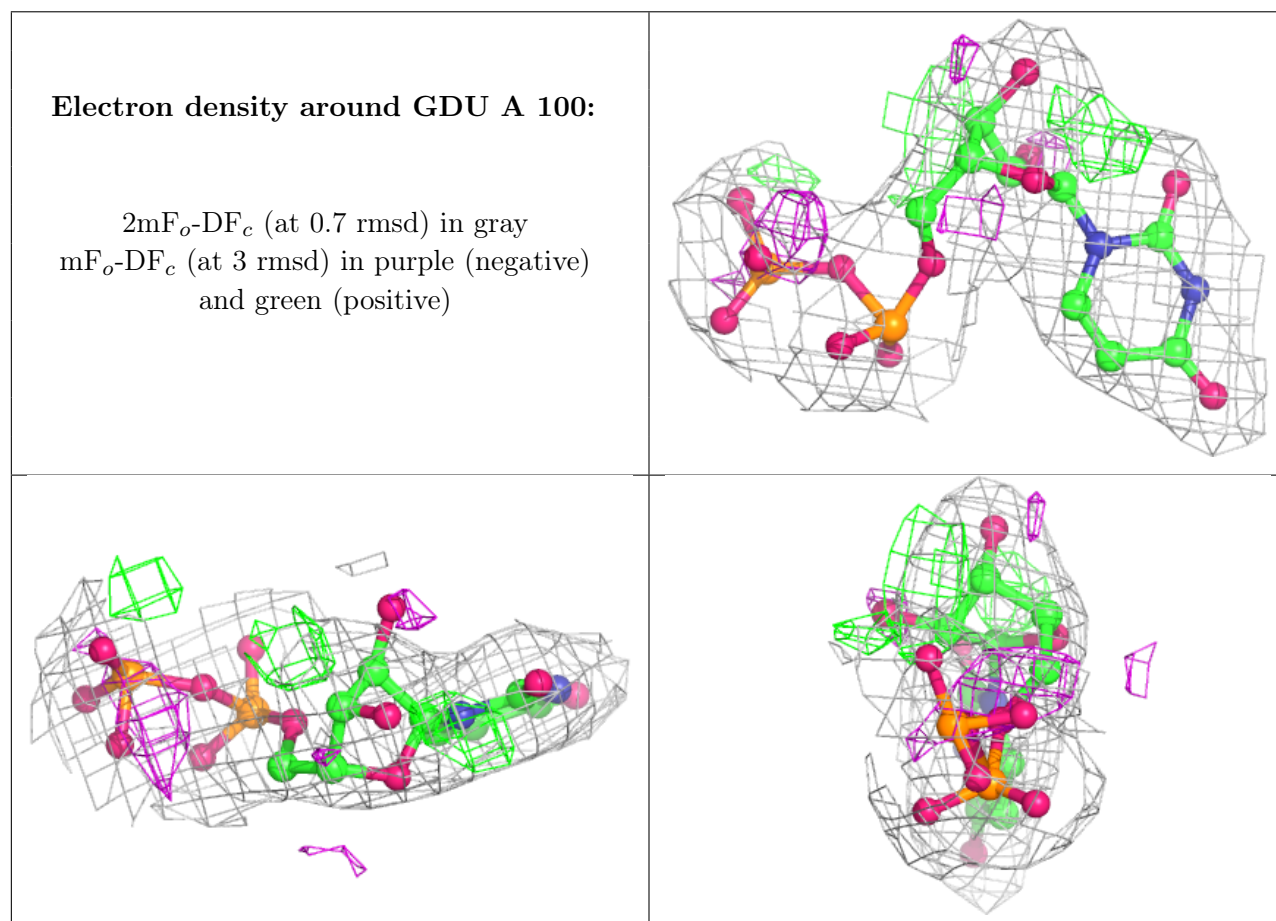 Electron density around GDU A 100:
2mFo-DFc (at 0.7 rmsd) in gray
mFo-DFc (at 3 rmsd) in purple (negative)
and green (positive)